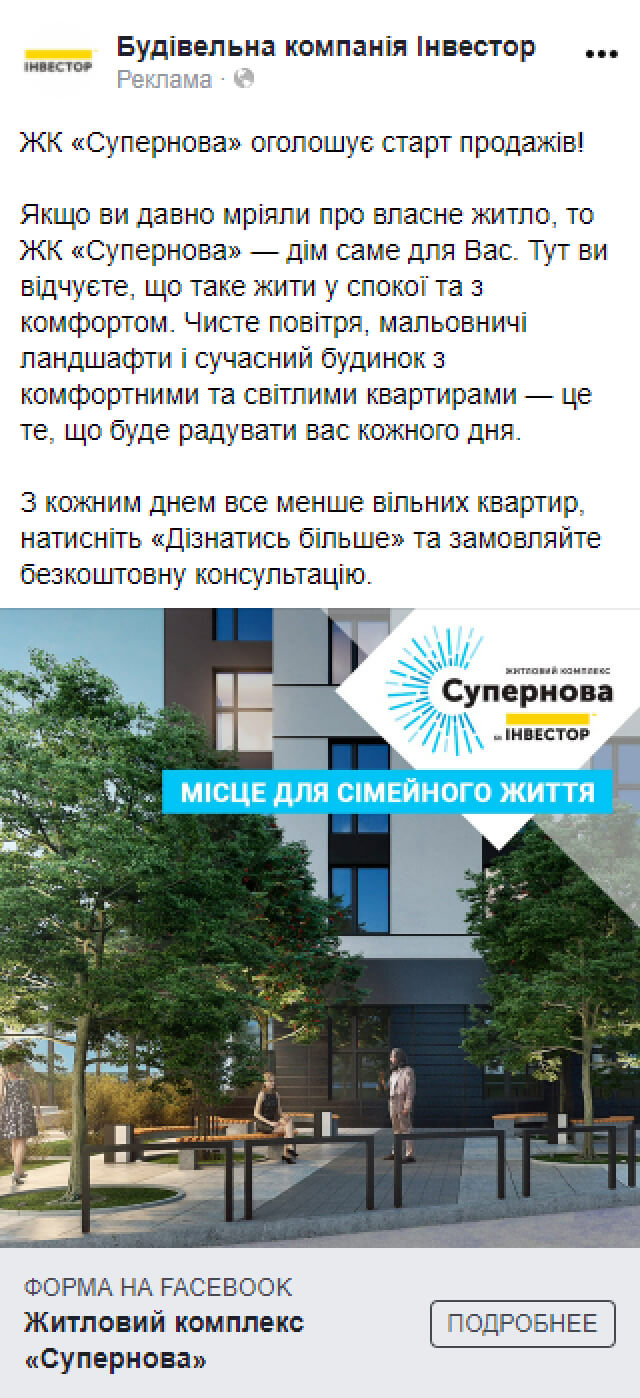 ІНВЕСТОР
Будівельна компанія Інвестор
Реклама ·
ЖК «Супернова» оголошує старт продажів!
Якщо ви давно мріяли про власне житло, то
ЖК «Супернова» — дім саме для Вас. Тут ви
відчуєте, що таке жити у спокої та з
комфортом. Чисте повітря, мальовничі
ландшафти і сучасний будинок з
комфортними та світлими квартирами — це
те, що буде радувати вас кожного дня.
З кожним днем все менше вільних квартир,
натисніть «Дізнатись більше» та замовляйте
безкоштовну консультацію.
ЖИТЛОВИЙ КОМПЛЕКС
Супернова
ІНВЕСТОР
МІСЦЕ ДЛЯ СІМЕЙНОГО ЖИТТЯ
ФОРМА НА FACEBOOK
Житловий комплекс
«Супернова»
ПОДРОБНЕЕ